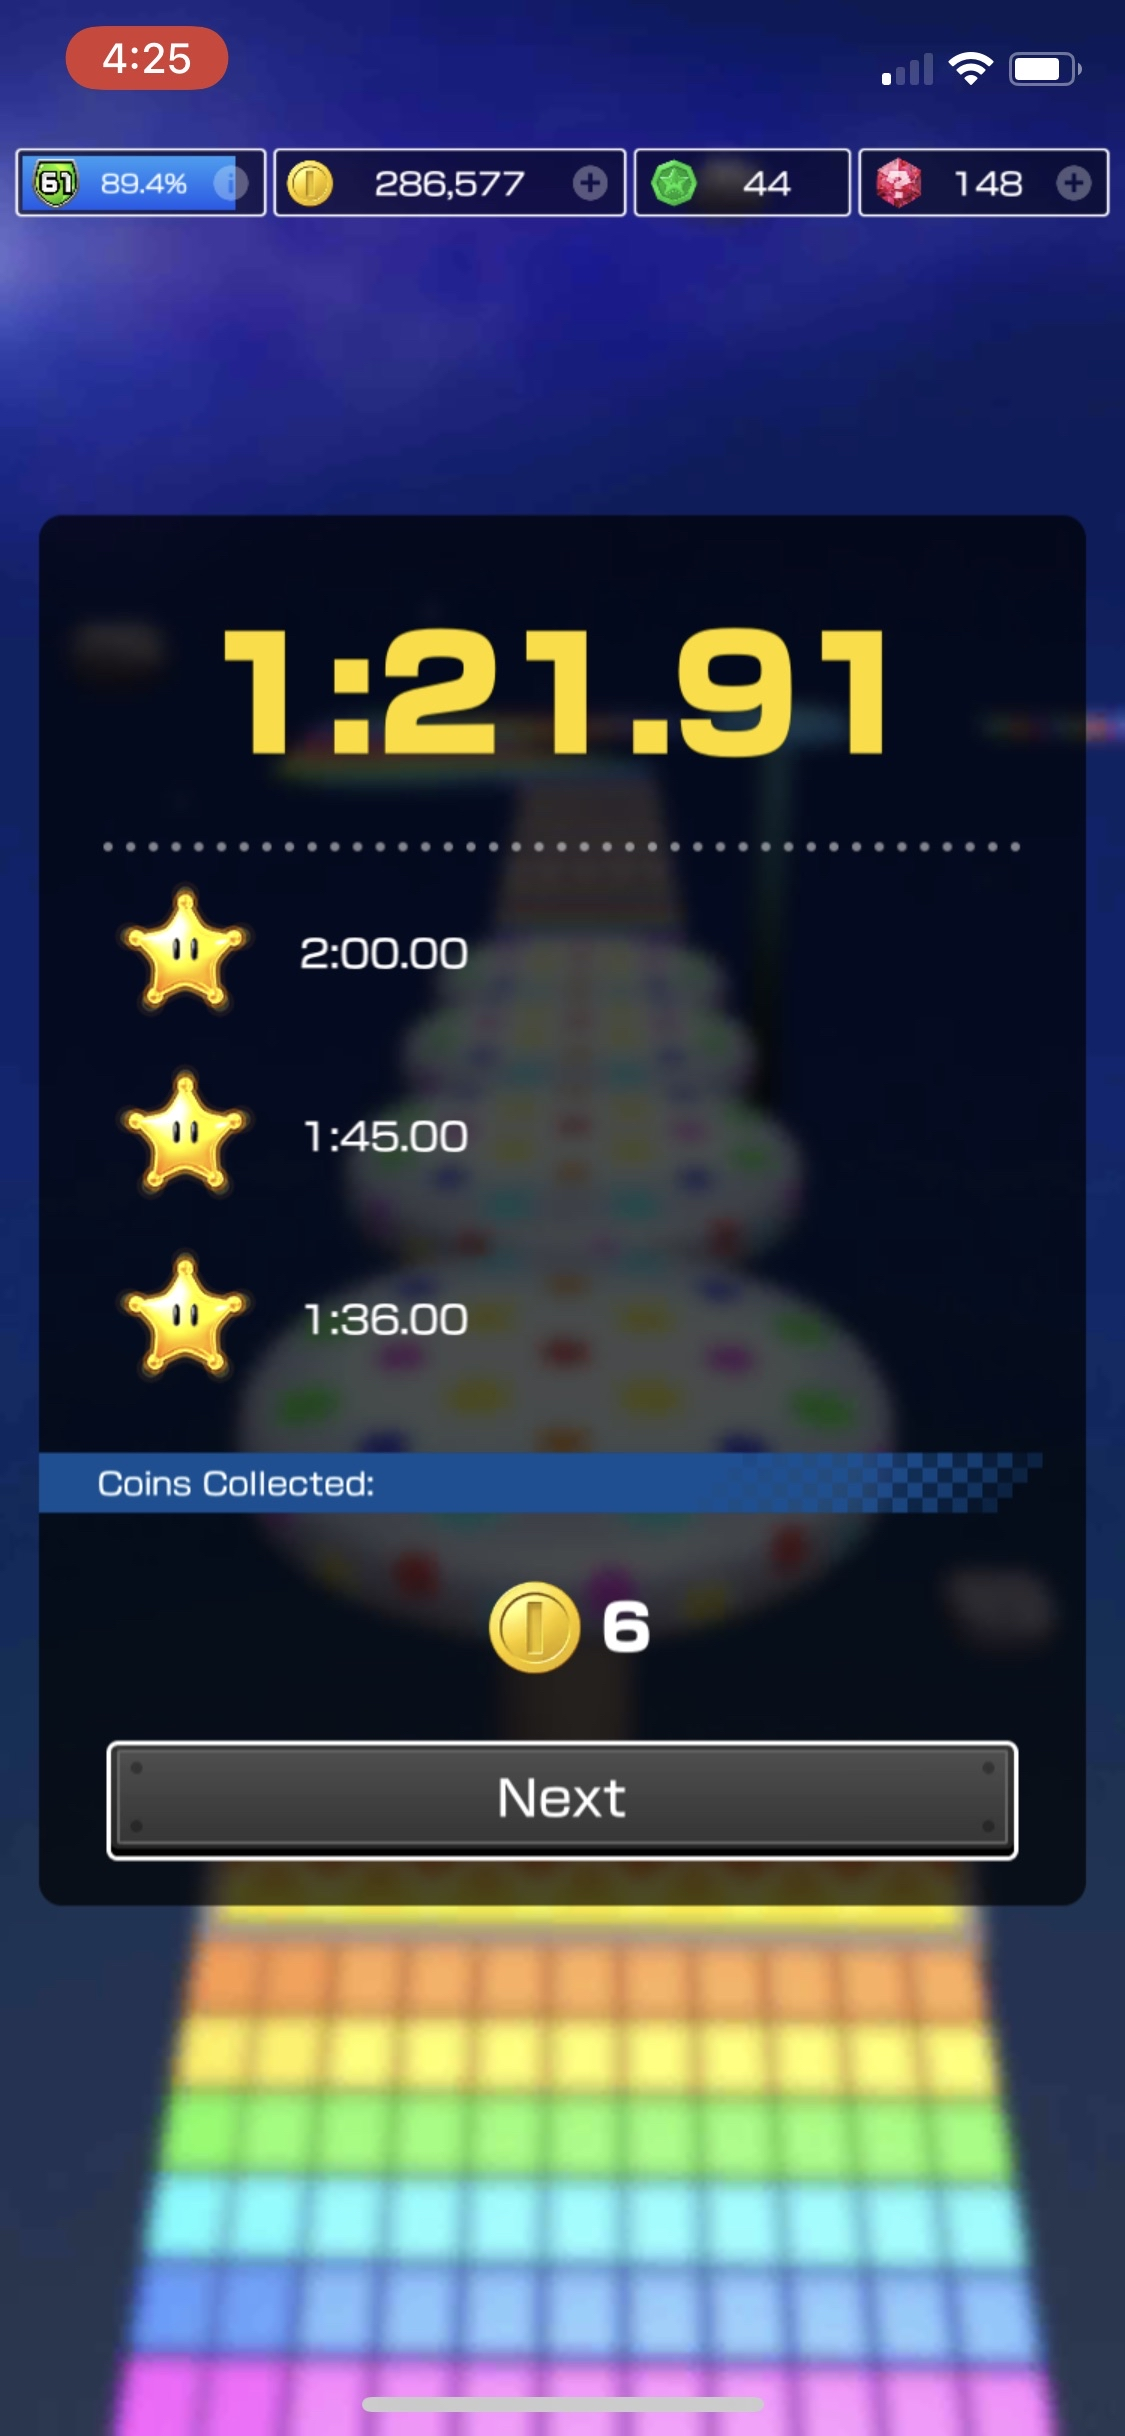 4:25
61 89.4% i 286,577 + 44 ? 148 +
1:21.91
2:00.00
1:45.00
1:36.00
Coins Collected:
6
Next